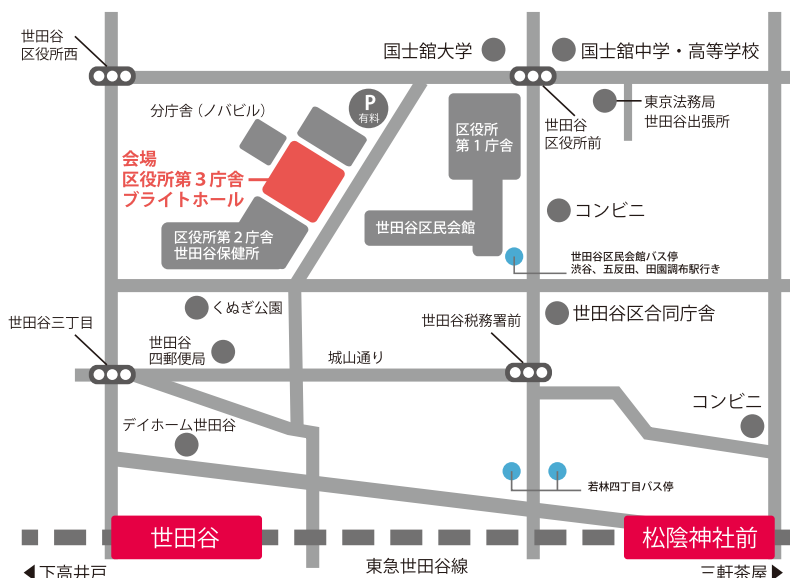 世田谷
区役所西
国士舘大学
国士舘中学・高等学校
P
有料
分庁舎（ノバビル）
東京法務局
世田谷出張所
区役所
第1庁舎
世田谷
区役所前
会場
区役所第3庁舎
ブライトホール
コンビニ
世田谷区民会館
区役所第2庁舎
世田谷保健所
世田谷区民会館バス停
渋谷、五反田、田園調布駅行き
くぬぎ公園
世田谷三丁目
世田谷税務署前
世田谷区合同庁舎
世田谷
四郵便局
城山通り
コンビニ
デイホーム世田谷
若林四丁目バス停
世田谷
松陰神社前
東急世田谷線
下高井戸
三軒茶屋